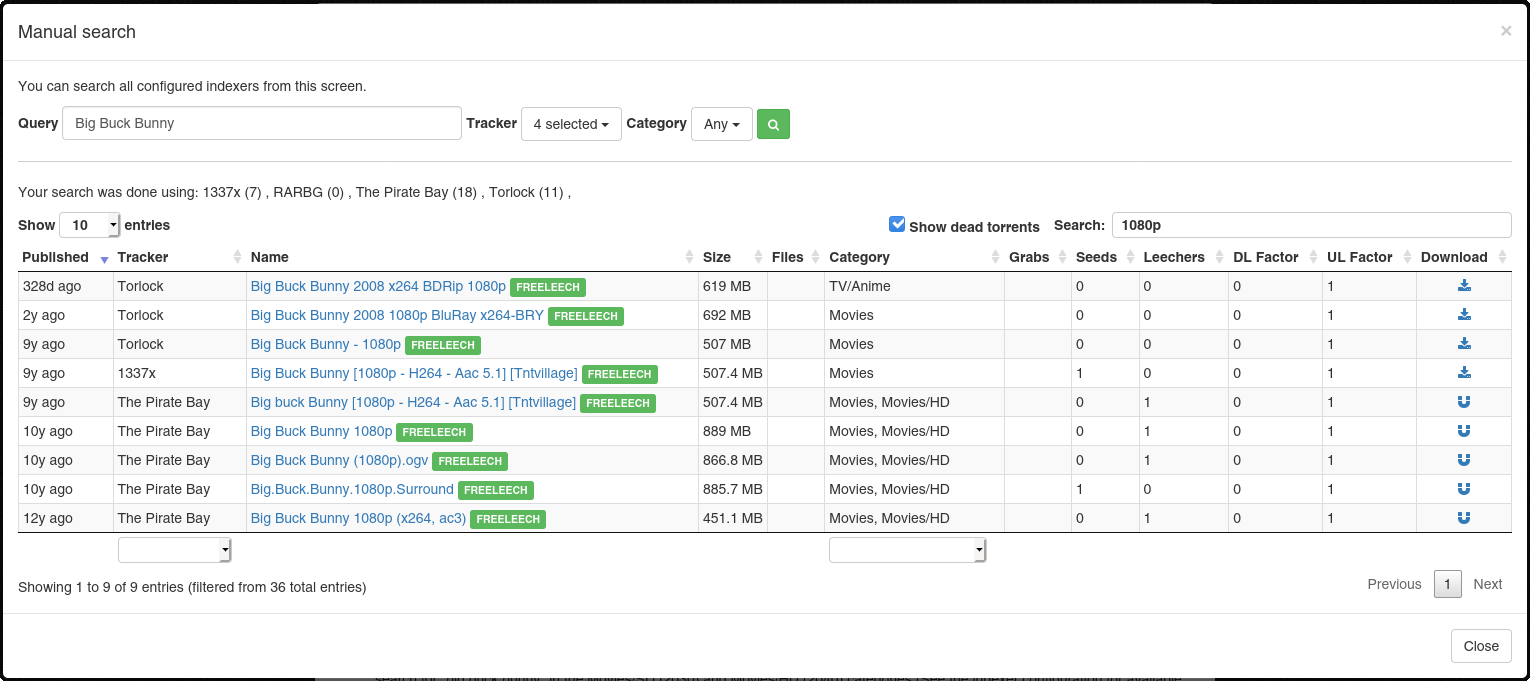 Manual search ×
You can search all configured indexers from this screen.
Query Big Buck Bunny Tracker 4 selected Category Any
Your search was done using: 1337x (7) , RARBG (0) , The Pirate Bay (18) , Torlock (11) ,
Show 10 entries Show dead torrents Search: 1080p
Published Tracker Name Size Files Category Grabs Seeds Leechers DL Factor UL Factor Download
328d ago Torlock Big Buck Bunny 2008 x264 BDRip 1080p FREELEECH 619 MB TV/Anime 0 0 0 1
2y ago Torlock Big Buck Bunny 2008 1080p BluRay x264-BRY FREELEECH 692 MB Movies 0 0 0 1
9y ago Torlock Big Buck Bunny - 1080p FREELEECH 507 MB Movies 0 0 0 1
9y ago 1337x Big Buck Bunny [1080p - H264 - Aac 5.1] [Tntvillage] FREELEECH 507.4 MB Movies 1 0 0 1
9y ago The Pirate Bay Big buck Bunny [1080p - H264 - Aac 5.1] [Tntvillage] FREELEECH 507.4 MB Movies, Movies/HD 0 1 0 1
10y ago The Pirate Bay Big Buck Bunny 1080p FREELEECH 889 MB Movies, Movies/HD 0 1 0 1
10y ago The Pirate Bay Big Buck Bunny (1080p).ogv FREELEECH 866.8 MB Movies, Movies/HD 0 1 0 1
10y ago The Pirate Bay Big.Buck.Bunny.1080p.Surround FREELEECH 885.7 MB Movies, Movies/HD 1 0 0 1
12y ago The Pirate Bay Big Buck Bunny 1080p (x264, ac3) FREELEECH 451.1 MB Movies, Movies/HD 0 1 0 1
Showing 1 to 9 of 9 entries (filtered from 36 total entries) Previous 1 Next
Close